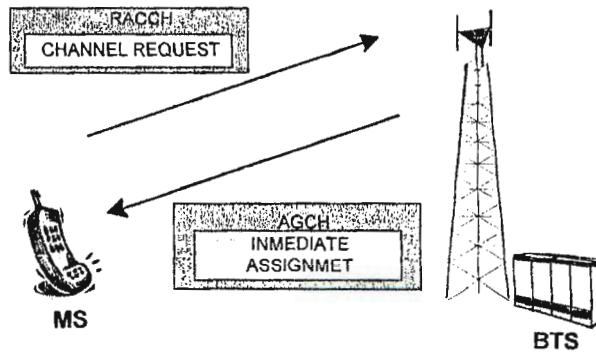 RACCH
CHANNEL REQUEST
AGCH
INMEDIATE
ASSIGNMET
MS
BTS